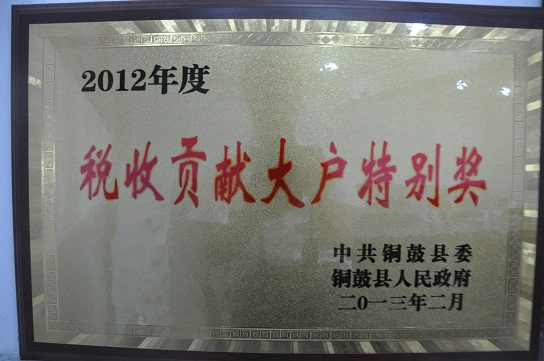 2012年度
税收贡献大户特别奖
中共铜鼓县委
铜鼓县人民政府
二0一三年二月